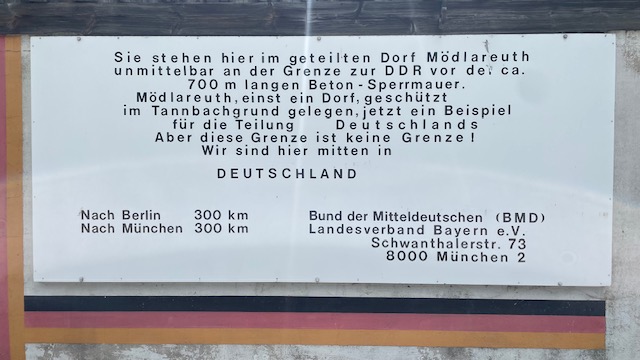 Sie stehen hier im geteilten Dorf Mödlareuth
unmittelbar an der Grenze zur DDR vor der ca.
700 m langen Beton-Sperrmauer.
Mödlareuth, einst ein Dorf, geschützt
im Tannbachgrund gelegen, jetzt ein Beispiel
für die Teilung Deutschlands
Aber diese Grenze ist keine Grenze!
Wir sind hier mitten in
DEUTSCHLAND
Nach Berlin 300 km
Nach München 300 km
Bund der Mitteldeutschen (BMD)
Landesverband Bayern e.V.
Schwanthalerstr. 73
8000 München 2